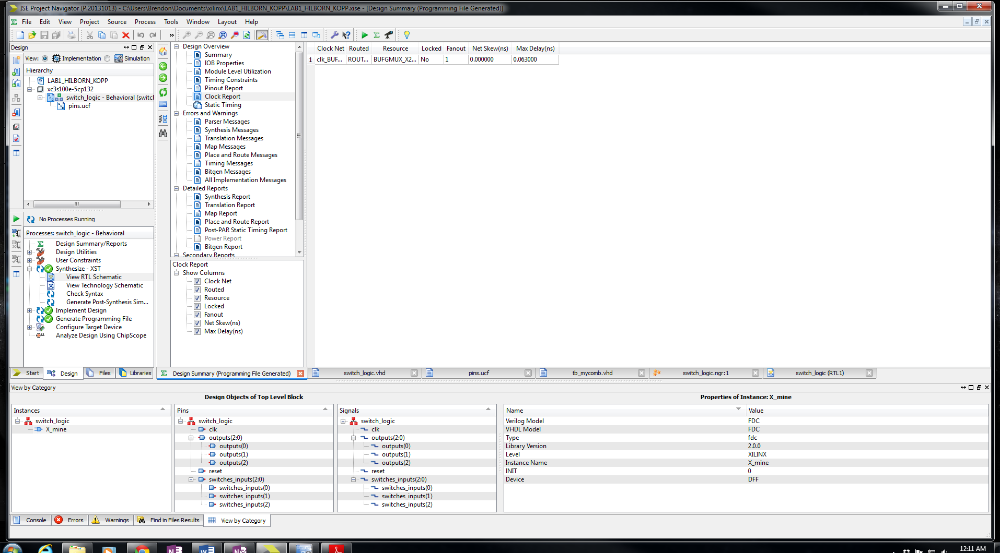 ISE Project Navigator (P.20131013) - C:\Users\Brendon\Documents\xilinx\LAB1_HILBORN_KOPP\LAB1_HILBORN_KOPP.xise - [Design Summary (Programming File Generated)]
File Edit View Project Source Process Tools Window Layout Help
Design
View: Implementation Simulation
Hierarchy
LAB1_HILBORN_KOPP
xc3s100e-5cp132
switch_logic - Behavioral (switcl
pins.ucf
No Processes Running
Processes: switch_logic - Behavioral
Design Summary/Reports
Design Utilities
User Constraints
Synthesize - XST
View RTL Schematic
View Technology Schematic
Check Syntax
Generate Post-Synthesis Sim...
Implement Design
Generate Programming File
Configure Target Device
Analyze Design Using ChipScope
Start Design Files Libraries
Design Overview
Summary
IOB Properties
Module Level Utilization
Timing Constraints
Pinout Report
Clock Report
Static Timing
Errors and Warnings
Parser Messages
Synthesis Messages
Translation Messages
Map Messages
Place and Route Messages
Timing Messages
Bitgen Messages
All Implementation Messages
Detailed Reports
Synthesis Report
Translation Report
Map Report
Place and Route Report
Post-PAR Static Timing Report
Power Report
Bitgen Report
Secondary Reports
Clock Report
Show Columns
Clock Net
Routed
Resource
Locked
Fanout
Net Skew(ns)
Max Delay(ns)
Clock Net Routed Resource Locked Fanout Net Skew(ns) Max Delay(ns)
1 clk_BUF... ROUT... BUFGMUX_X2... No 1 0.000000 0.063000
Design Summary (Programming File Generated) switch_logic.vhd pins.ucf tb_mycomb.vhd switch_logic.ngr:1 switch_logic (RTL1)
View by Category
Design Objects of Top Level Block
Instances
switch_logic
X_mine
Pins
switch_logic
clk
outputs(2:0)
outputs(0)
outputs(1)
outputs(2)
reset
switches_inputs(2:0)
switches_inputs(0)
switches_inputs(1)
switches_inputs(2)
Signals
switch_logic
clk
outputs(2:0)
outputs(0)
outputs(1)
outputs(2)
reset
switches_inputs(2:0)
switches_inputs(0)
switches_inputs(1)
switches_inputs(2)
Properties of Instance: X_mine
Name Value
Verilog Model FDC
VHDL Model FDC
Type fdc
Library Version 2.0.0
Level XILINX
Instance Name X_mine
INIT 0
Device DFF
Console Errors Warnings Find in Files Results View by Category
12:11 AM